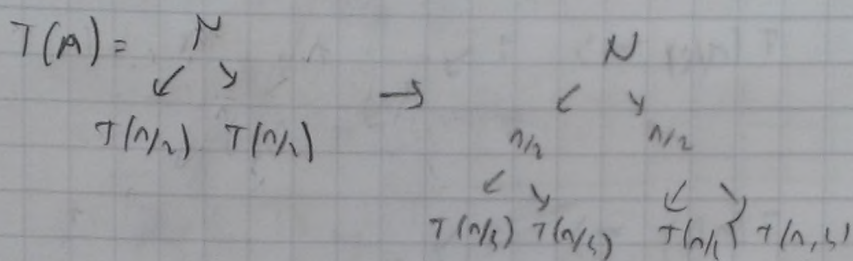 T(n) = N
→ N
T(n/2) T(n/2)
n/2 n/2
T(n/4) T(n/4) T(n/4) T(n/4)